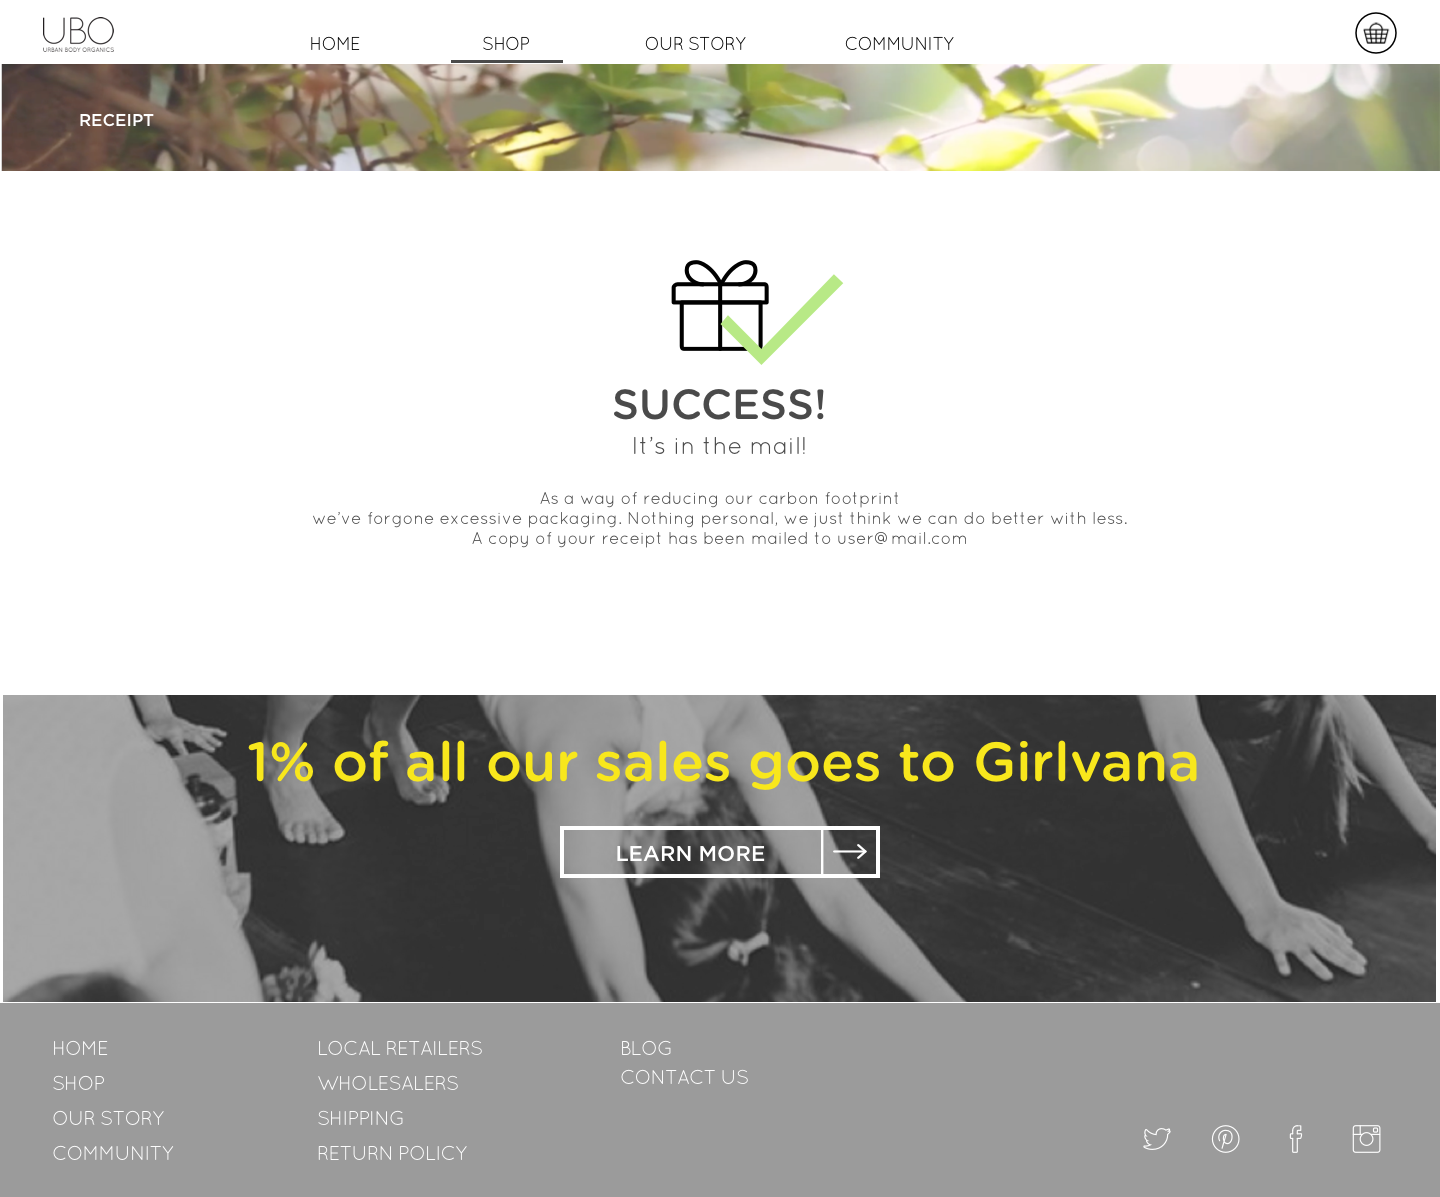 UBO
URBAN BODY ORGANICS
HOME
SHOP
OUR STORY
COMMUNITY
RECEIPT
SUCCESS!
It's in the mail!
As a way of reducing our carbon footprint
we've forgone excessive packaging. Nothing personal, we just think we can do better with less.
A copy of your receipt has been mailed to user@mail.com
1% of all our sales goes to Girlvana
LEARN MORE
HOME
SHOP
OUR STORY
COMMUNITY
LOCAL RETAILERS
WHOLESALERS
SHIPPING
RETURN POLICY
BLOG
CONTACT US